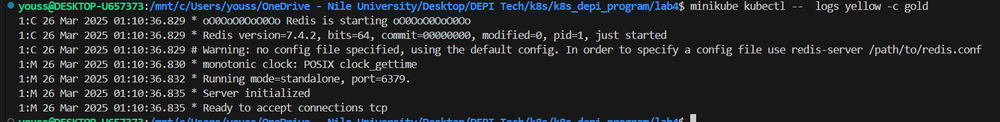 youss@DESKTOP-U657373:/mnt/c/Users/youss/OneDrive - Nile University/Desktop/DEPI Tech/k8s/k8s_depi_program/lab4$ minikube kubectl --  logs yellow -c gold
1:C 26 Mar 2025 01:10:36.829 * oO0OoO0OoO0Oo Redis is starting oO0OoO0OoO0Oo
1:C 26 Mar 2025 01:10:36.829 * Redis version=7.4.2, bits=64, commit=00000000, modified=0, pid=1, just started
1:C 26 Mar 2025 01:10:36.829 # Warning: no config file specified, using the default config. In order to specify a config file use redis-server /path/to/redis.conf
1:M 26 Mar 2025 01:10:36.830 * monotonic clock: POSIX clock_gettime
1:M 26 Mar 2025 01:10:36.832 * Running mode=standalone, port=6379.
1:M 26 Mar 2025 01:10:36.835 * Server initialized
1:M 26 Mar 2025 01:10:36.835 * Ready to accept connections tcp
youss@DESKTOP-U657373:/mnt/c/Users/youss/OneDrive - Nile University/Desktop/DEPI Tech/k8s/k8s_depi_program/lab4$